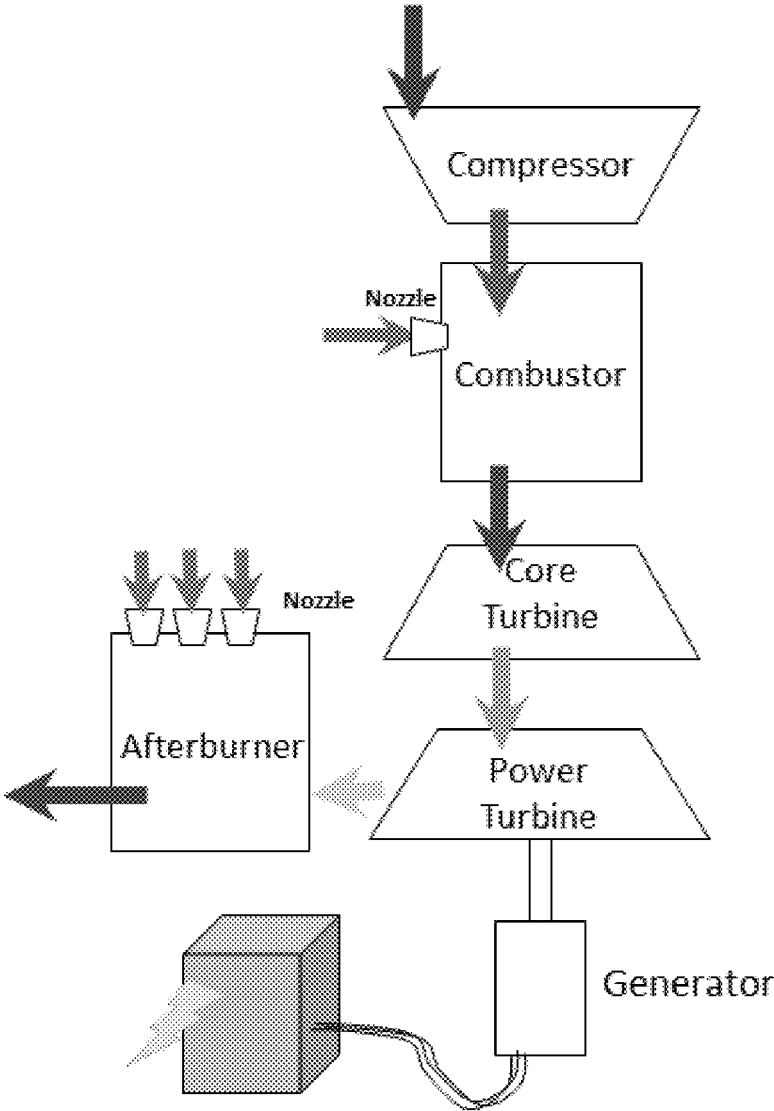 Compressor
Nozzle
Combustor
Core
Turbine
Nozzle
Afterburner
Power
Turbine
Generator